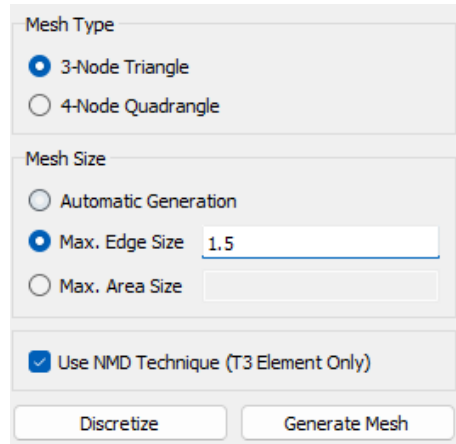 Mesh Type
3-Node Triangle
4-Node Quadrangle
Mesh Size
Automatic Generation
Max. Edge Size 1.5
Max. Area Size
Use NMD Technique (T3 Element Only)
Discretize Generate Mesh